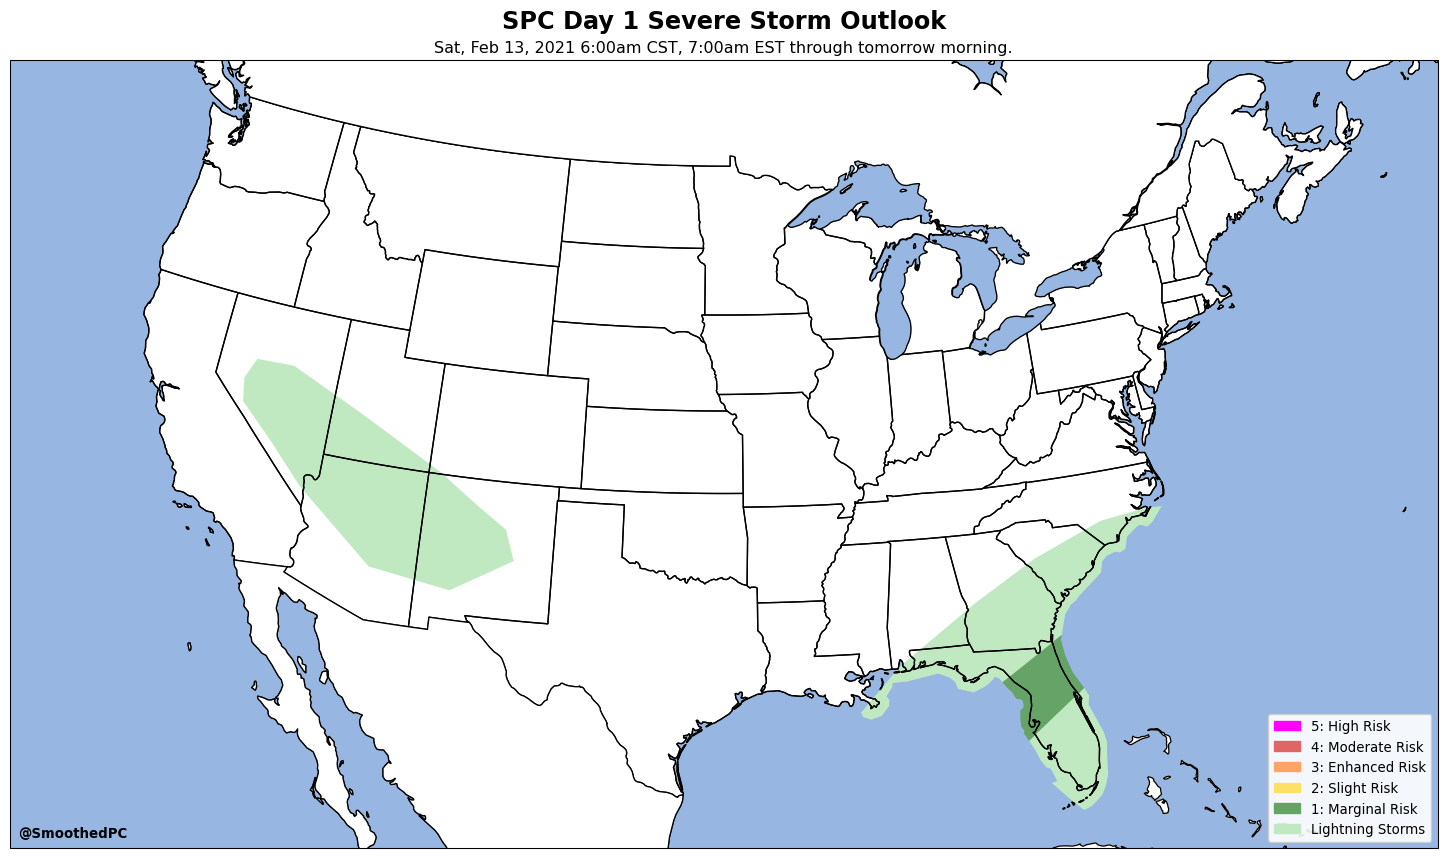 SPC Day 1 Severe Storm Outlook
Sat, Feb 13, 2021 6:00am CST, 7:00am EST through tomorrow morning.
5: High Risk
4: Moderate Risk
3: Enhanced Risk
2: Slight Risk
1: Marginal Risk
Lightning Storms
@SmoothedPC